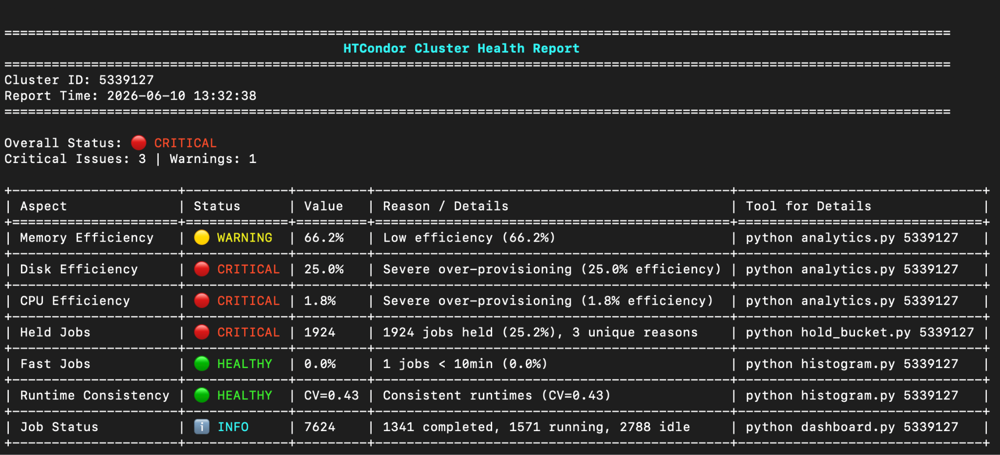 ========================================================================================================================
HTCondor Cluster Health Report
========================================================================================================================
Cluster ID: 5339127
Report Time: 2026-06-10 13:32:38
========================================================================================================================
Overall Status: 🔴 CRITICAL
Critical Issues: 3 | Warnings: 1
+---------------------+-------------+---------+---------------------------------------------+-------------------------------+
| Aspect | Status | Value | Reason / Details | Tool for Details |
+=====================+=============+=========+=============================================+===============================+
| Memory Efficiency | 🟡 WARNING | 66.2% | Low efficiency (66.2%) | python analytics.py 5339127 |
+---------------------+-------------+---------+---------------------------------------------+-------------------------------+
| Disk Efficiency | 🔴 CRITICAL | 25.0% | Severe over-provisioning (25.0% efficiency) | python analytics.py 5339127 |
+---------------------+-------------+---------+---------------------------------------------+-------------------------------+
| CPU Efficiency | 🔴 CRITICAL | 1.8% | Severe over-provisioning (1.8% efficiency) | python analytics.py 5339127 |
+---------------------+-------------+---------+---------------------------------------------+-------------------------------+
| Held Jobs | 🔴 CRITICAL | 1924 | 1924 jobs held (25.2%), 3 unique reasons | python hold_bucket.py 5339127 |
+---------------------+-------------+---------+---------------------------------------------+-------------------------------+
| Fast Jobs | 🟢 HEALTHY | 0.0% | 1 jobs < 10min (0.0%) | python histogram.py 5339127 |
+---------------------+-------------+---------+---------------------------------------------+-------------------------------+
| Runtime Consistency | 🟢 HEALTHY | CV=0.43 | Consistent runtimes (CV=0.43) | python histogram.py 5339127 |
+---------------------+-------------+---------+---------------------------------------------+-------------------------------+
| Job Status | ℹ️ INFO | 7624 | 1341 completed, 1571 running, 2788 idle | python dashboard.py 5339127 |
+---------------------+-------------+---------+---------------------------------------------+-------------------------------+